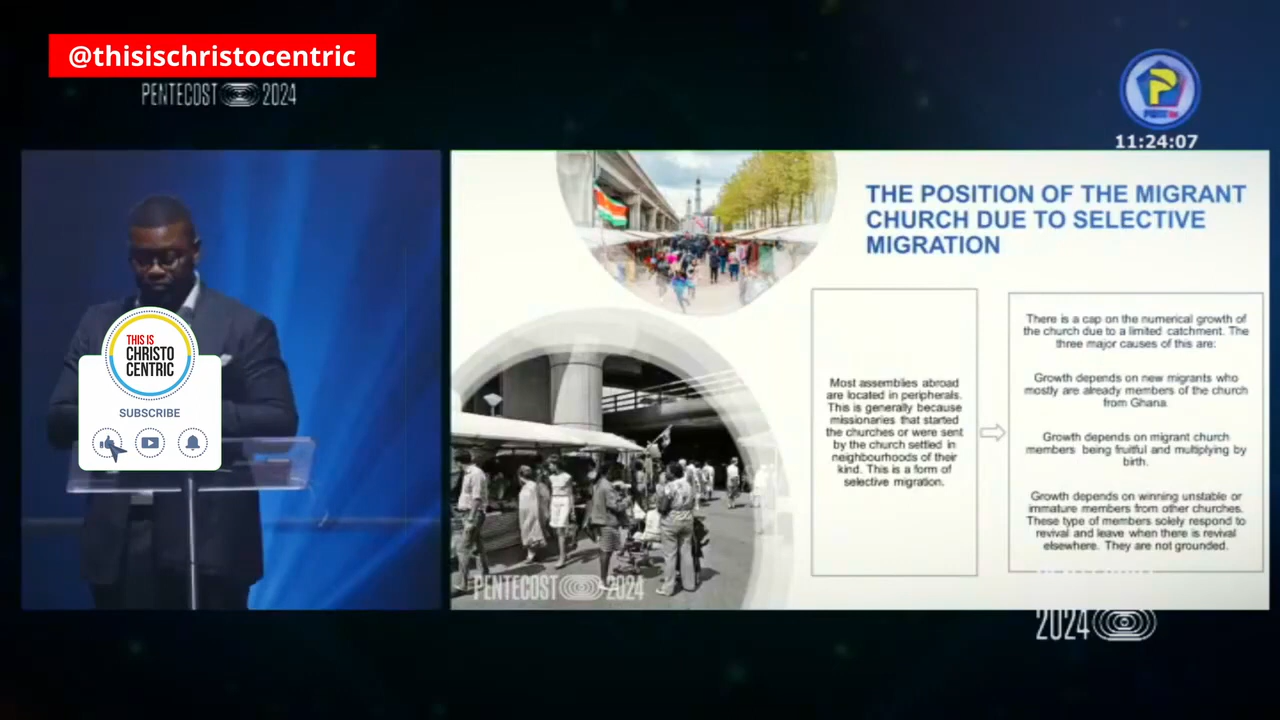 @thisischristocentric
PENTECOST 2024
11:24:07
THE POSITION OF THE MIGRANT
CHURCH DUE TO SELECTIVE
MIGRATION
Most assemblies abroad
are located in peripherals.
This is generally because
missionaries that started
the churches or were sent
by the church settled in
neighbourhoods of their
kind. This is a form of
selective migration.
There is a cap on the numerical growth of
the church due to a limited catchment. The
three major causes of this are:
Growth depends on new migrants who
mostly are already members of the church
from Ghana.
Growth depends on migrant church
members being fruitful and multiplying by
birth.
Growth depends on winning unstable or
immature members from other churches.
These type of members solely respond to
revival and leave when there is revival
elsewhere. They are not grounded.
THIS IS
CHRISTO
CENTRIC
SUBSCRIBE
PENTECOST 2024
2024